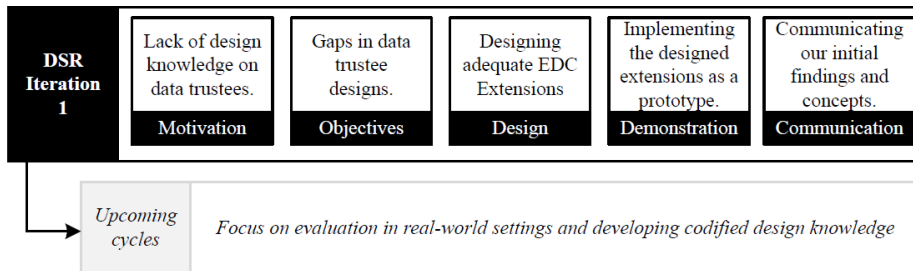 DSR
Iteration
1
Lack of design
knowledge on
data trustees.
Motivation
Gaps in data
trustee
designs.
Objectives
Designing
adequate EDC
Extensions
Design
Implementing
the designed
extensions as a
prototype.
Demonstration
Communicating
our initial
findings and
concepts.
Communication
Upcoming
cycles
Focus on evaluation in real-world settings and developing codified design knowledge